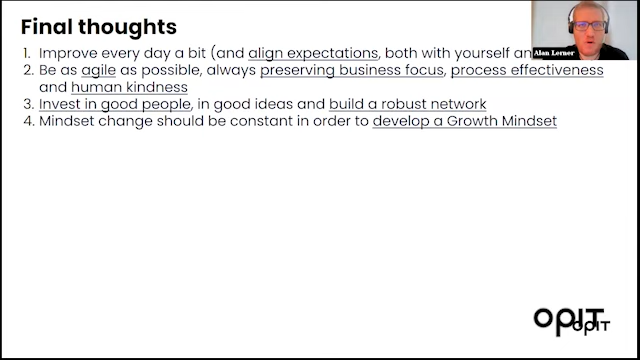 Final thoughts
1. Improve every day a bit (and align expectations, both with yourself an
2. Be as agile as possible, always preserving business focus, process effectiveness
and human kindness
3. Invest in good people, in good ideas and build a robust network
4. Mindset change should be constant in order to develop a Growth Mindset
Alan Lerner
OPIT
OPIT